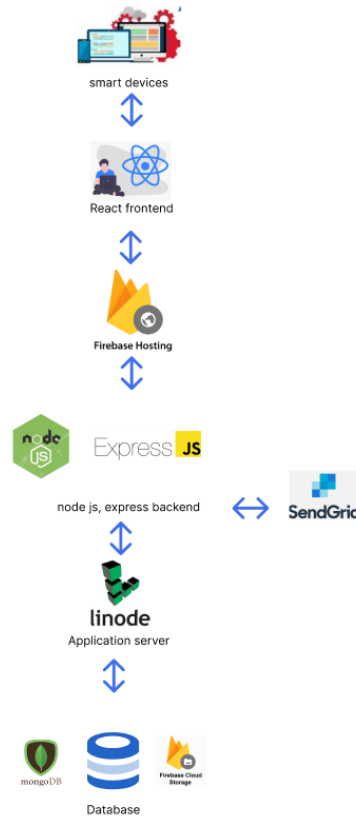 smart devices
React frontend
Firebase Hosting
node
JS
Express JS
node js, express backend
SendGrid
linode
Application server
mongoDB
Firebase Cloud
Storage
Database